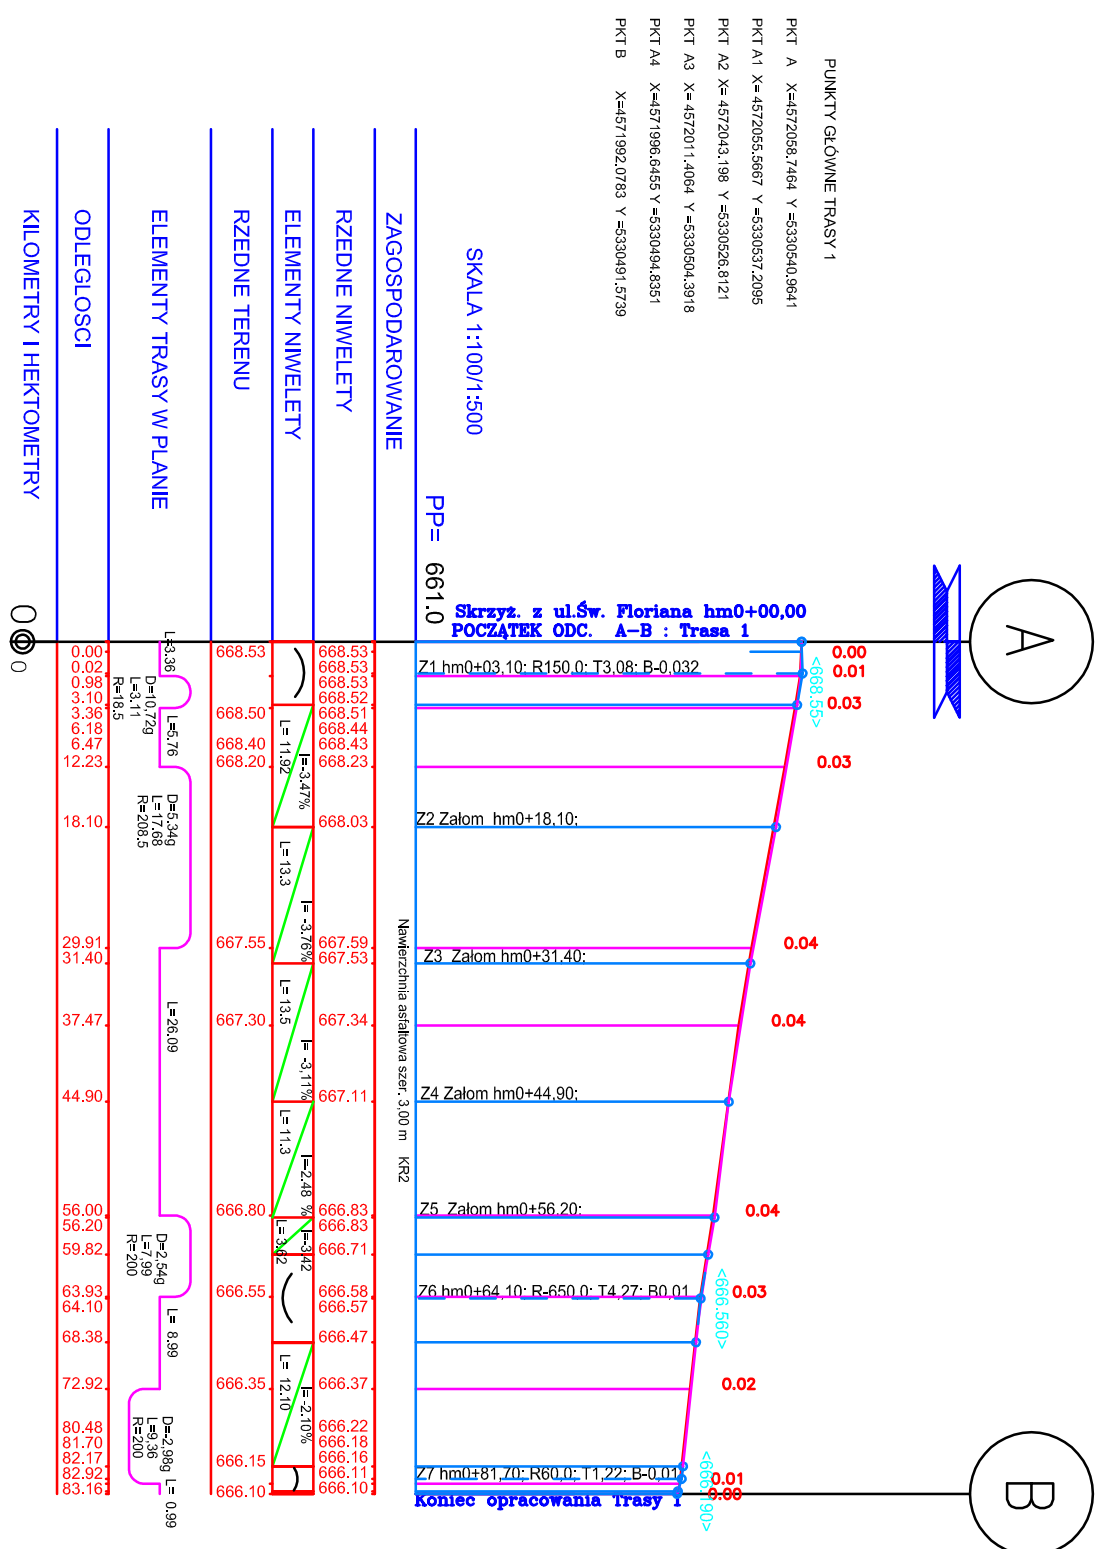 PUNKTY GŁÓWNE TRASY 1
PKT A X=4572058.7464 Y =5330540.9641
PKT A1 X= 4572055.5667 Y =5330537.2095
PKT A2 X= 4572043.198 Y =5330526.8121
PKT A3 X= 4572011.4064 Y =5330504.3918
PKT A4 X=4571996.6455 Y =5330494.8351
PKT B X=4571992.0783 Y =5330491.5739
A
B
SKALA 1:100/1:500
PP= 661.0
Skrzyż. z ul.Św. Floriana hm0+00,00
POCZĄTEK ODC. A-B : Trasa 1
Z1 hm0+03,10; R150,0; T3,08; B-0,032
Z2 Załom hm0+18,10;
Z3 Załom hm0+31,40;
Z4 Załom hm0+44,90;
Z5 Załom hm0+56,20;
Z6 hm0+64,10; R-650,0; T4,27; B0,01
Z7 hm0+81,70; R60,0; T1,22; B-0,01
Koniec opracowania Trasy 1
<668.55>
<666.560>
<666.190>
0.00
0.01
0.03
0.03
0.04
0.04
0.04
0.03
0.02
0.01
0.00
ZAGOSPODAROWANIE
Nawierzchnia asfaltowa szer. 3,00 m KR2
RZEDNE NIWELETY
668.53
668.53
668.53
668.52
668.51
668.44
668.43
668.23
668.03
667.59
667.53
667.34
667.11
666.83
666.83
666.71
666.58
666.57
666.47
666.37
666.22
666.18
666.16
666.11
666.10
ELEMENTY NIWELETY
L= 11.92 I=-3.47%
L= 13.3 I= -3.76%
L= 13.5 I= -3,11%
L= 11.3 I=-2.48 %
L= 3.62 I=-3.42
L= 12.10 I=-2.10%
RZEDNE TERENU
668.53
668.50
668.40
668.20
667.55
667.30
666.80
666.55
666.35
666.15
666.10
ELEMENTY TRASY W PLANIE
L=3.36
D=10,72g
L=3.11
R=18.5
L=5.76
D=5,34g
L=17.68
R=208.5
L=26.09
D=2,54g
L=7,99
R=200
L= 8.99
D=2,98g
L=9,36
R=200
L= 0.99
ODLEGLOSCI
0.00
0.02
0.98
3.10
3.36
6.18
6.47
12.23
18.10
29.91
31.40
37.47
44.90
56.00
56.20
59.82
63.93
64.10
68.38
72.92
80.48
81.70
82.17
82.92
83.16
KILOMETRY I HEKTOMETRY
0
0